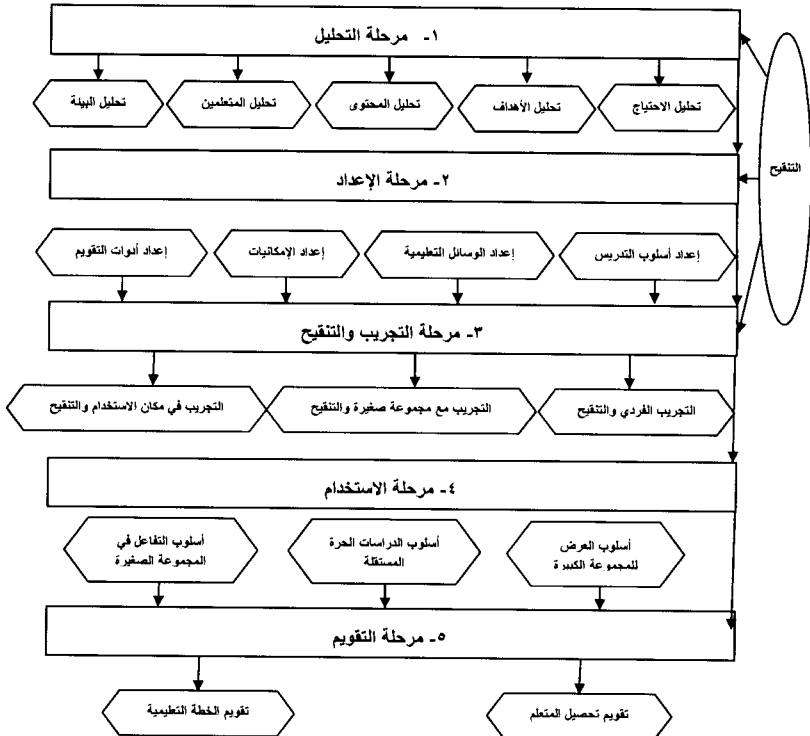 ١- مرحلة التحليل
تحليل الاحتياج
تحليل الأهداف
تحليل المحتوى
تحليل المتعلمين
تحليل البيئة
التنقيح
٢- مرحلة الإعداد
إعداد أسلوب التدريس
إعداد الوسائل التعليمية
إعداد الإمكانيات
إعداد أدوات التقويم
٣- مرحلة التجريب والتنقيح
التجريب الفردي والتنقيح
التجريب مع مجموعة صغيرة والتنقيح
التجريب في مكان الاستخدام والتنقيح
٤- مرحلة الاستخدام
أسلوب العرض
للمجموعة الكبيرة
أسلوب الدراسات الحرة
المستقلة
أسلوب التفاعل في
المجموعة الصغيرة
٥- مرحلة التقويم
تقويم تحصيل المتعلم
تقويم الخطة التعليمية